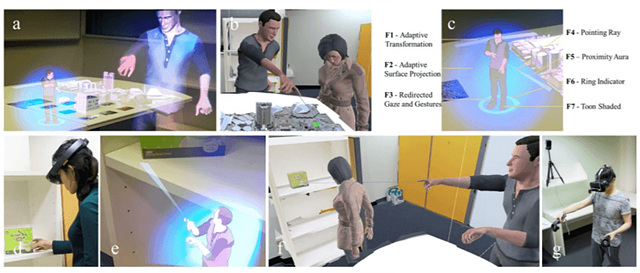 a
b
F1 - Adaptive
Transformation
F2 - Adaptive
Surface Projection
F3 - Redirected
Gaze and Gestures
c
F4 - Pointing Ray
F5 - Proximity Aura
F6 - Ring Indicator
F7 - Toon Shaded
d
e
g